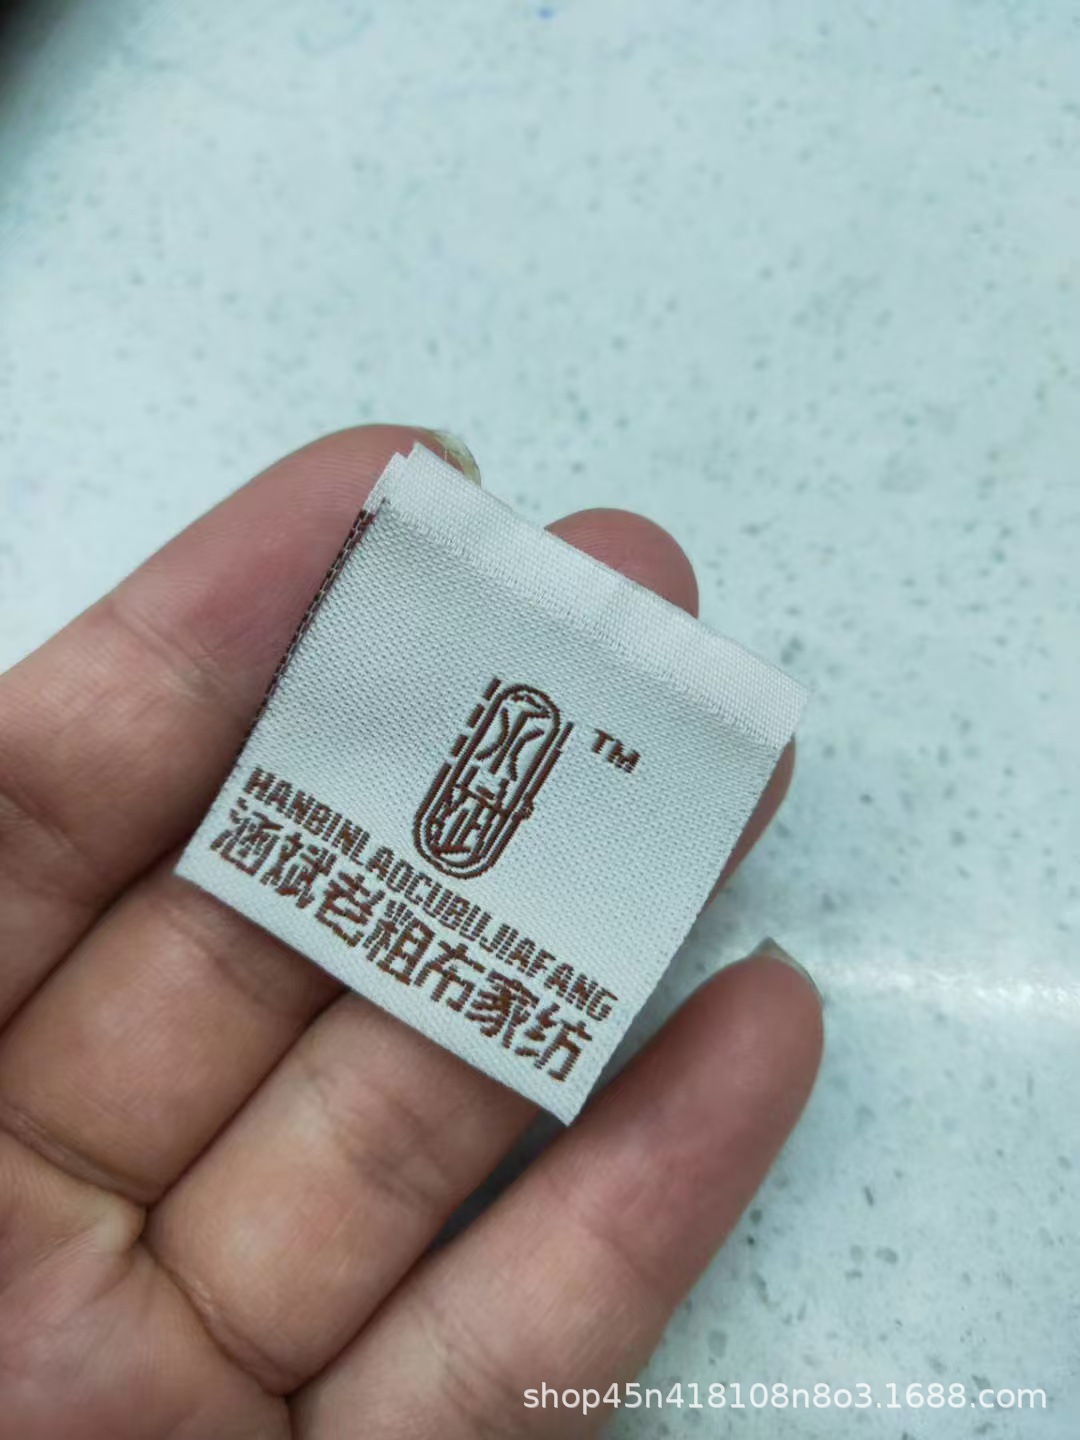 TM
HANBINLAOCUBUJIAFANG
涵斌老粗布家纺
shop45n418108n8o3.1688.com